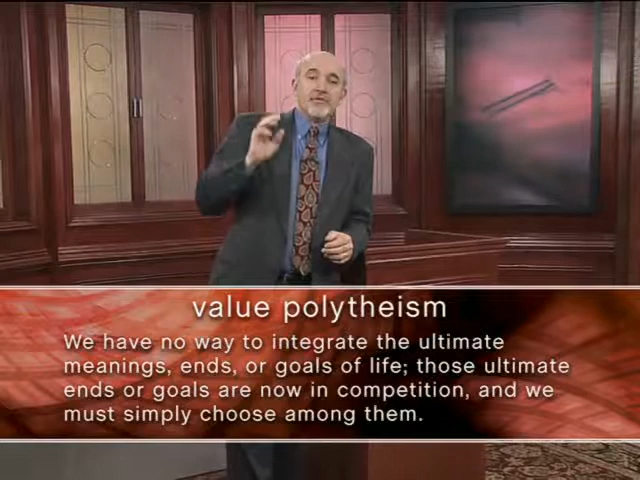 value polytheism
We have no way to integrate the ultimate
meanings, ends, or goals of life; those ultimate
ends or goals are now in competition, and we
must simply choose among them.